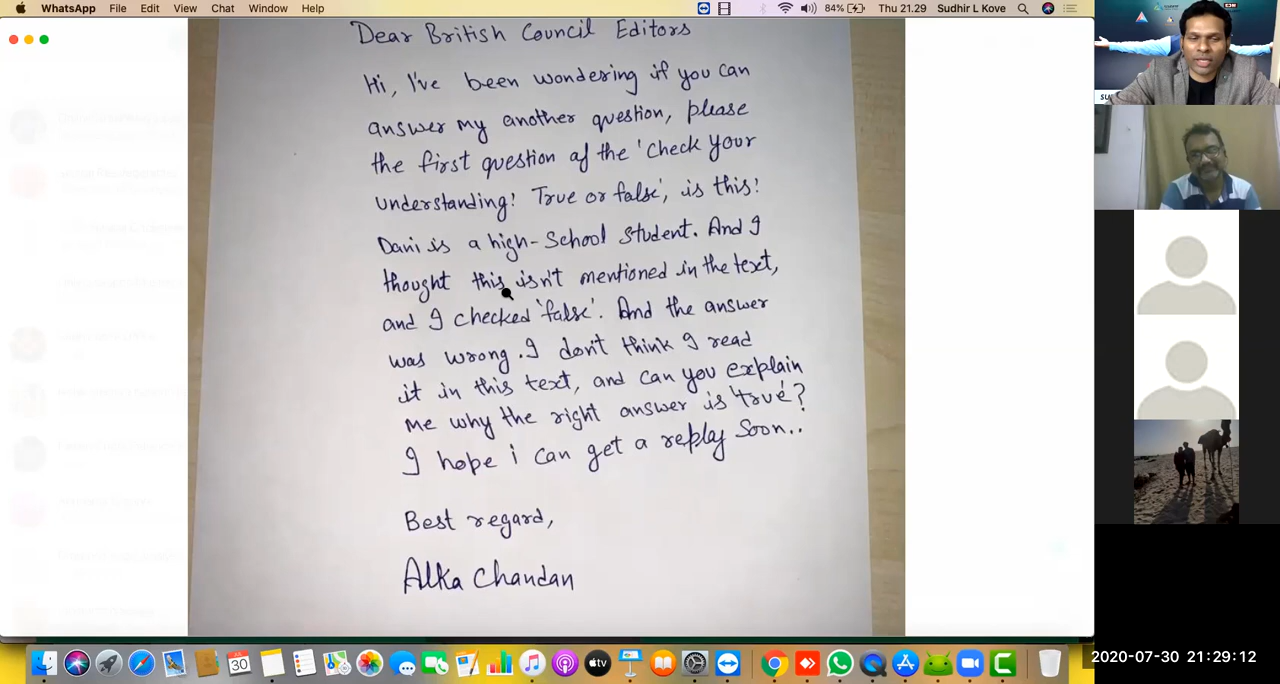 WhatsApp File Edit View Chat Window Help 84% Thu 21.29 Sudhir L Kove
Dear British Council Editors
Hi, I've been wondering if you can
answer my another question, please
the first question of the 'Check your
understanding! True or false', is this!
Dani is a high-School student. And I
thought this isn't mentioned in the text,
and I checked 'false'. And the answer
was wrong. I don't think I read
it in this text, and can you explain
me why the right answer is 'true'?
I hope i can get a reply soon..
Best regard,
Alka Chandan
JUL
30
tv
2020-07-30 21:29:12